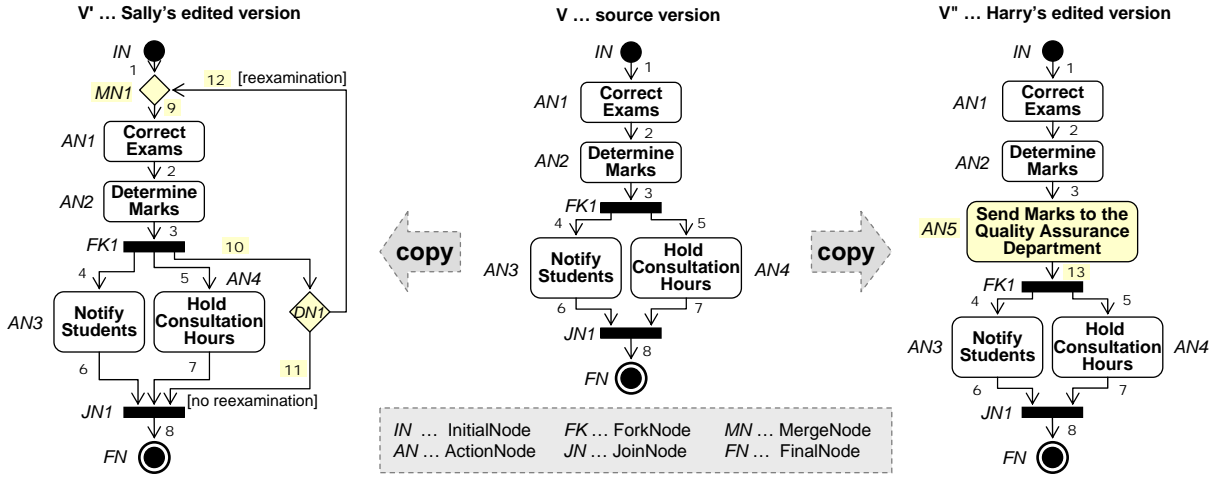 V' ... Sally's edited version
IN
1
12 [reexamination]
MN1
9
AN1
Correct
Exams
2
AN2
Determine
Marks
3
FK1
10
4
5
AN4
AN3
Notify
Students
Hold
Consultation
Hours
DN1
6
7
11
[no reexamination]
JN1
8
FN
V ... source version
IN
1
AN1
Correct
Exams
2
AN2
Determine
Marks
3
FK1
4
5
AN3
Notify
Students
Hold
Consultation
Hours
AN4
6
7
JN1
8
FN
copy
copy
V" ... Harry's edited version
IN
1
AN1
Correct
Exams
2
AN2
Determine
Marks
3
AN5
Send Marks to the
Quality Assurance
Department
13
FK1
4
5
AN3
Notify
Students
Hold
Consultation
Hours
AN4
6
7
JN1
8
FN
IN ... InitialNode FK ... ForkNode MN ... MergeNode
AN ... ActionNode JN ... JoinNode FN ... FinalNode